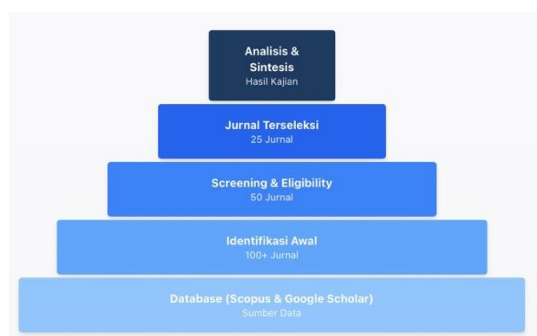 Analisis &
Sintesis
Hasil Kajian
Jurnal Terseleksi
25 Jurnal
Screening & Eligibility
50 Jurnal
Identifikasi Awal
100+ Jurnal
Database (Scopus & Google Scholar)
Sumber Data